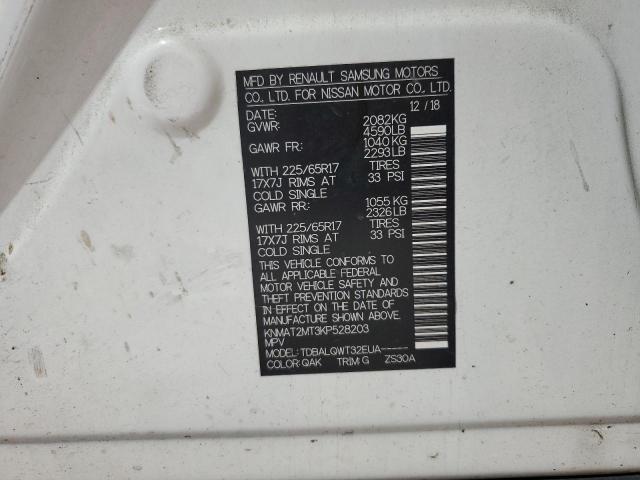 MFD BY RENAULT SAMSUNG MOTORS
CO., LTD. FOR NISSAN MOTOR CO., LTD.
DATE: 12 / 18
GVWR: 2082KG
4590LB
GAWR FR: 1040 KG
2293LB
WITH 225/65R17 TIRES
17X7J RIMS AT 33 PSI
COLD SINGLE
GAWR RR: 1055 KG
2326LB
WITH 225/65R17 TIRES
17X7J RIMS AT 33 PSI
COLD SINGLE
THIS VEHICLE CONFORMS TO
ALL APPLICABLE FEDERAL
MOTOR VEHICLE SAFETY AND
THEFT PREVENTION STANDARDS
IN EFFECT ON THE DATE OF
MANUFACTURE SHOWN ABOVE.
KNMAT2MT3KP528203
MPV
MODEL: TDBALQWT32EUA-----
COLOR: QAK TRIM: G ZS30A